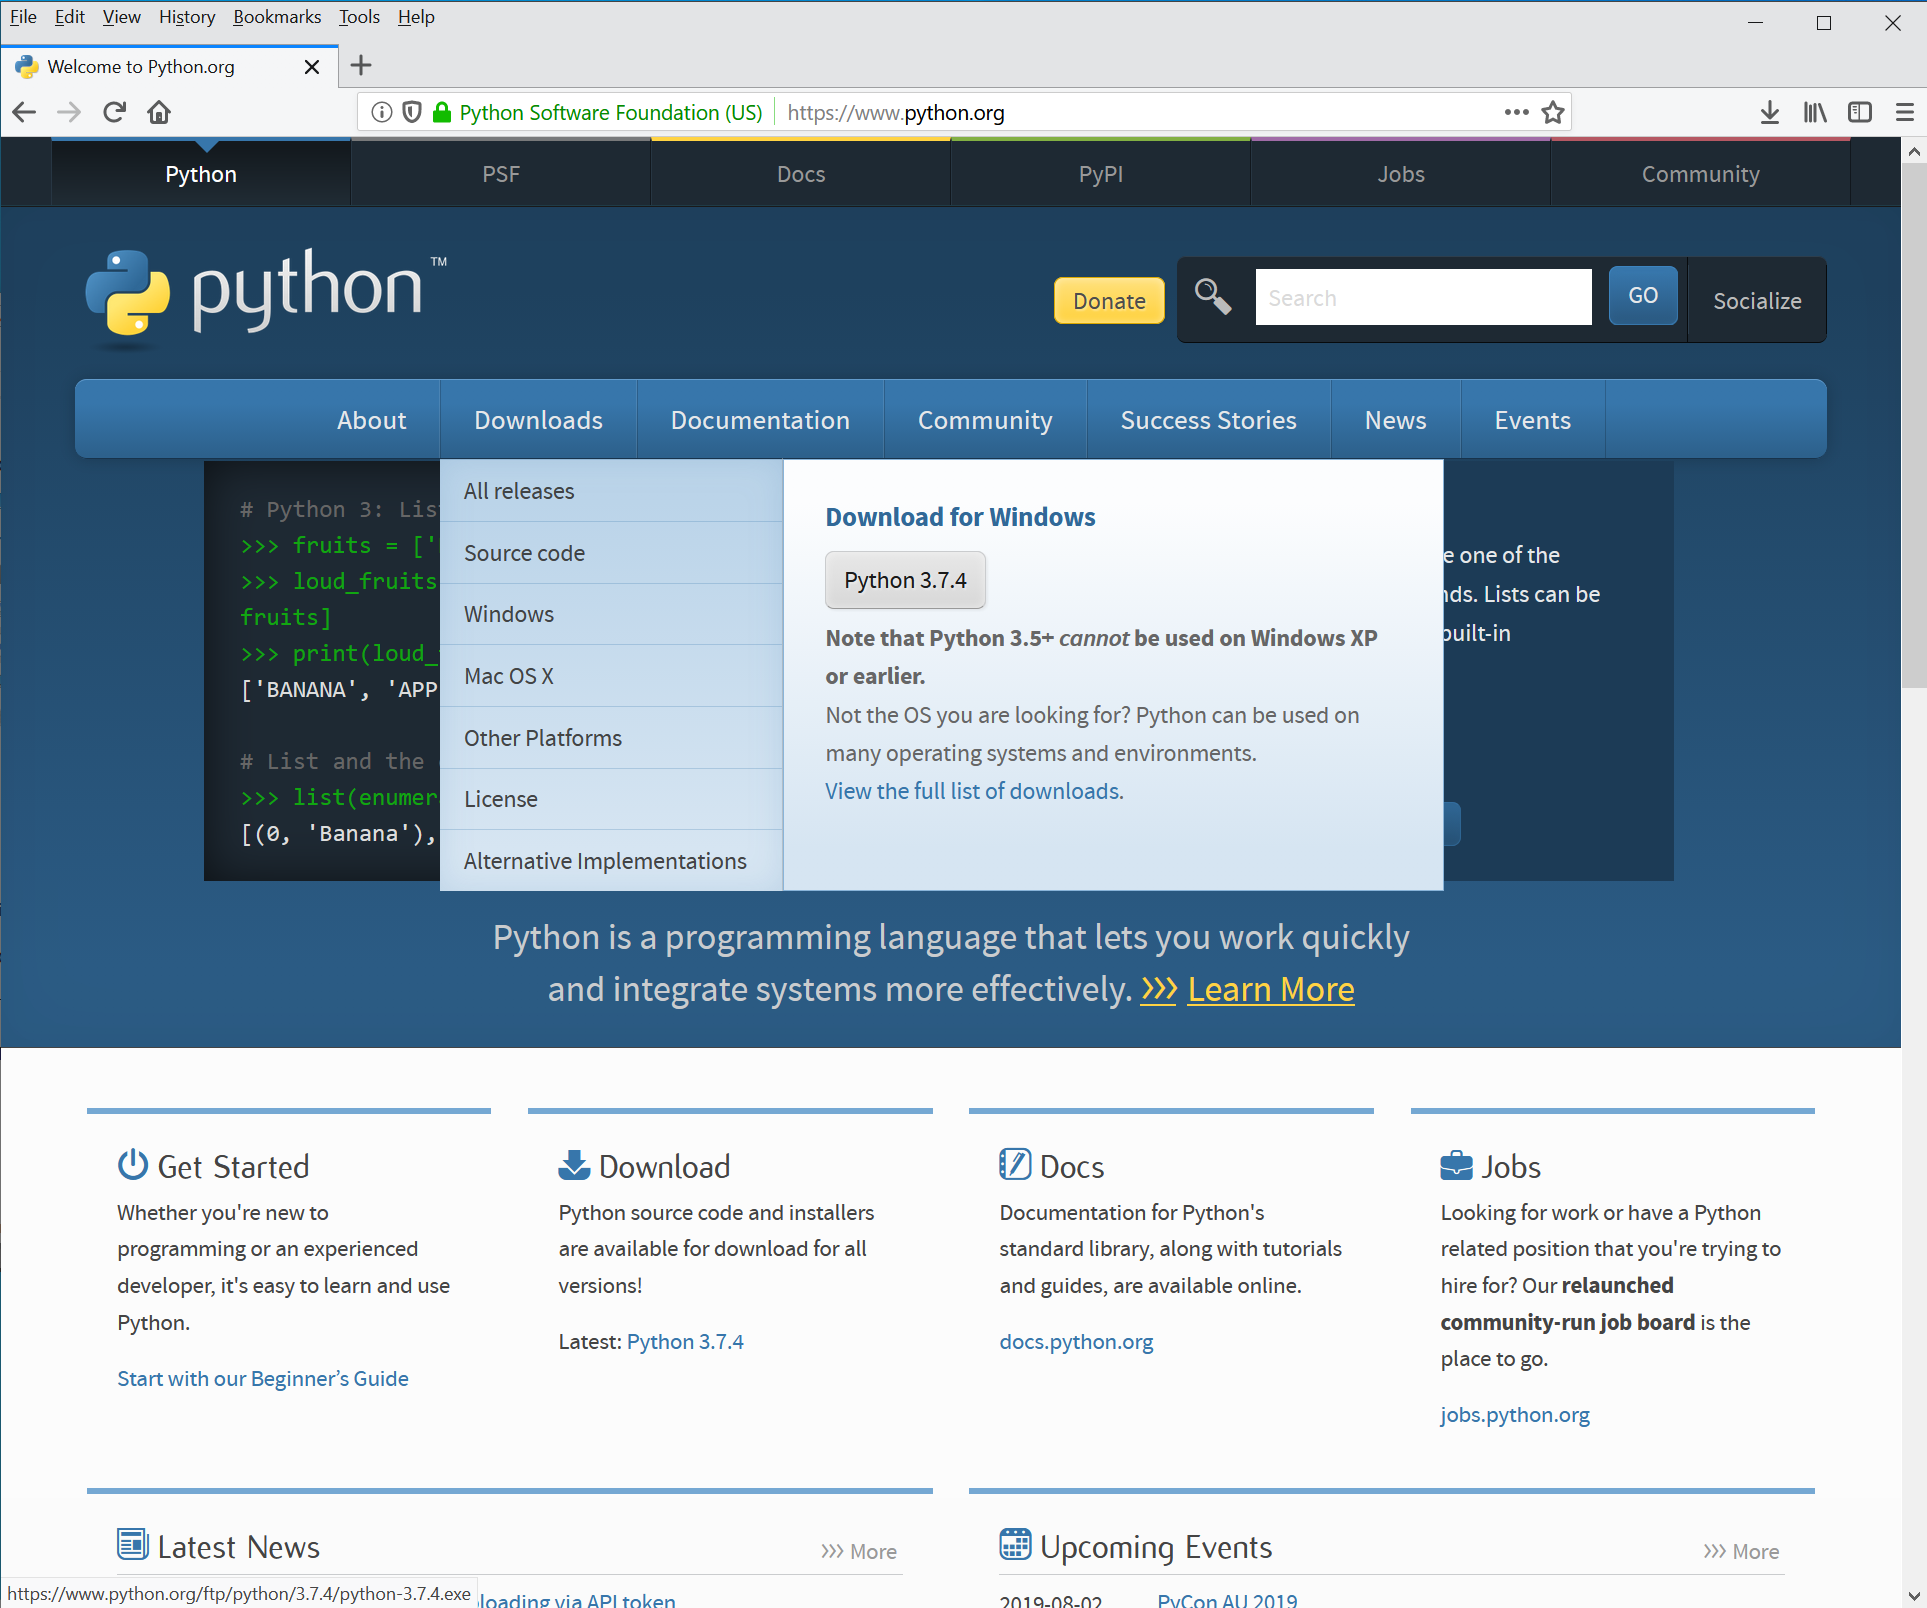 File Edit View History Bookmarks Tools Help
Welcome to Python.org
Python Software Foundation (US) https://www.python.org
Python PSF Docs PyPI Jobs Community
python™
Donate Search GO Socialize
About Downloads Documentation Community Success Stories News Events
All releases
Source code
Windows
Mac OS X
Other Platforms
License
Alternative Implementations
Download for Windows
Python 3.7.4
Note that Python 3.5+ cannot be used on Windows XP
or earlier.
Not the OS you are looking for? Python can be used on
many operating systems and environments.
View the full list of downloads.
# Python 3: Lis
>>> fruits = ['
>>> loud_fruits
fruits]
>>> print(loud_
['BANANA', 'APP
# List and the
>>> list(enumer
[(0, 'Banana'),
e one of the
nds. Lists can be
built-in
Python is a programming language that lets you work quickly
and integrate systems more effectively. >>> Learn More
Get Started
Whether you're new to
programming or an experienced
developer, it's easy to learn and use
Python.
Start with our Beginner’s Guide
Download
Python source code and installers
are available for download for all
versions!
Latest: Python 3.7.4
Docs
Documentation for Python's
standard library, along with tutorials
and guides, are available online.
docs.python.org
Jobs
Looking for work or have a Python
related position that you're trying to
hire for? Our relaunched
community-run job board is the
place to go.
jobs.python.org
Latest News
>>> More
Upcoming Events
>>> More
https://www.python.org/ftp/python/3.7.4/python-3.7.4.exe
loading via API token
2019-08-02 PyCon AU 2019